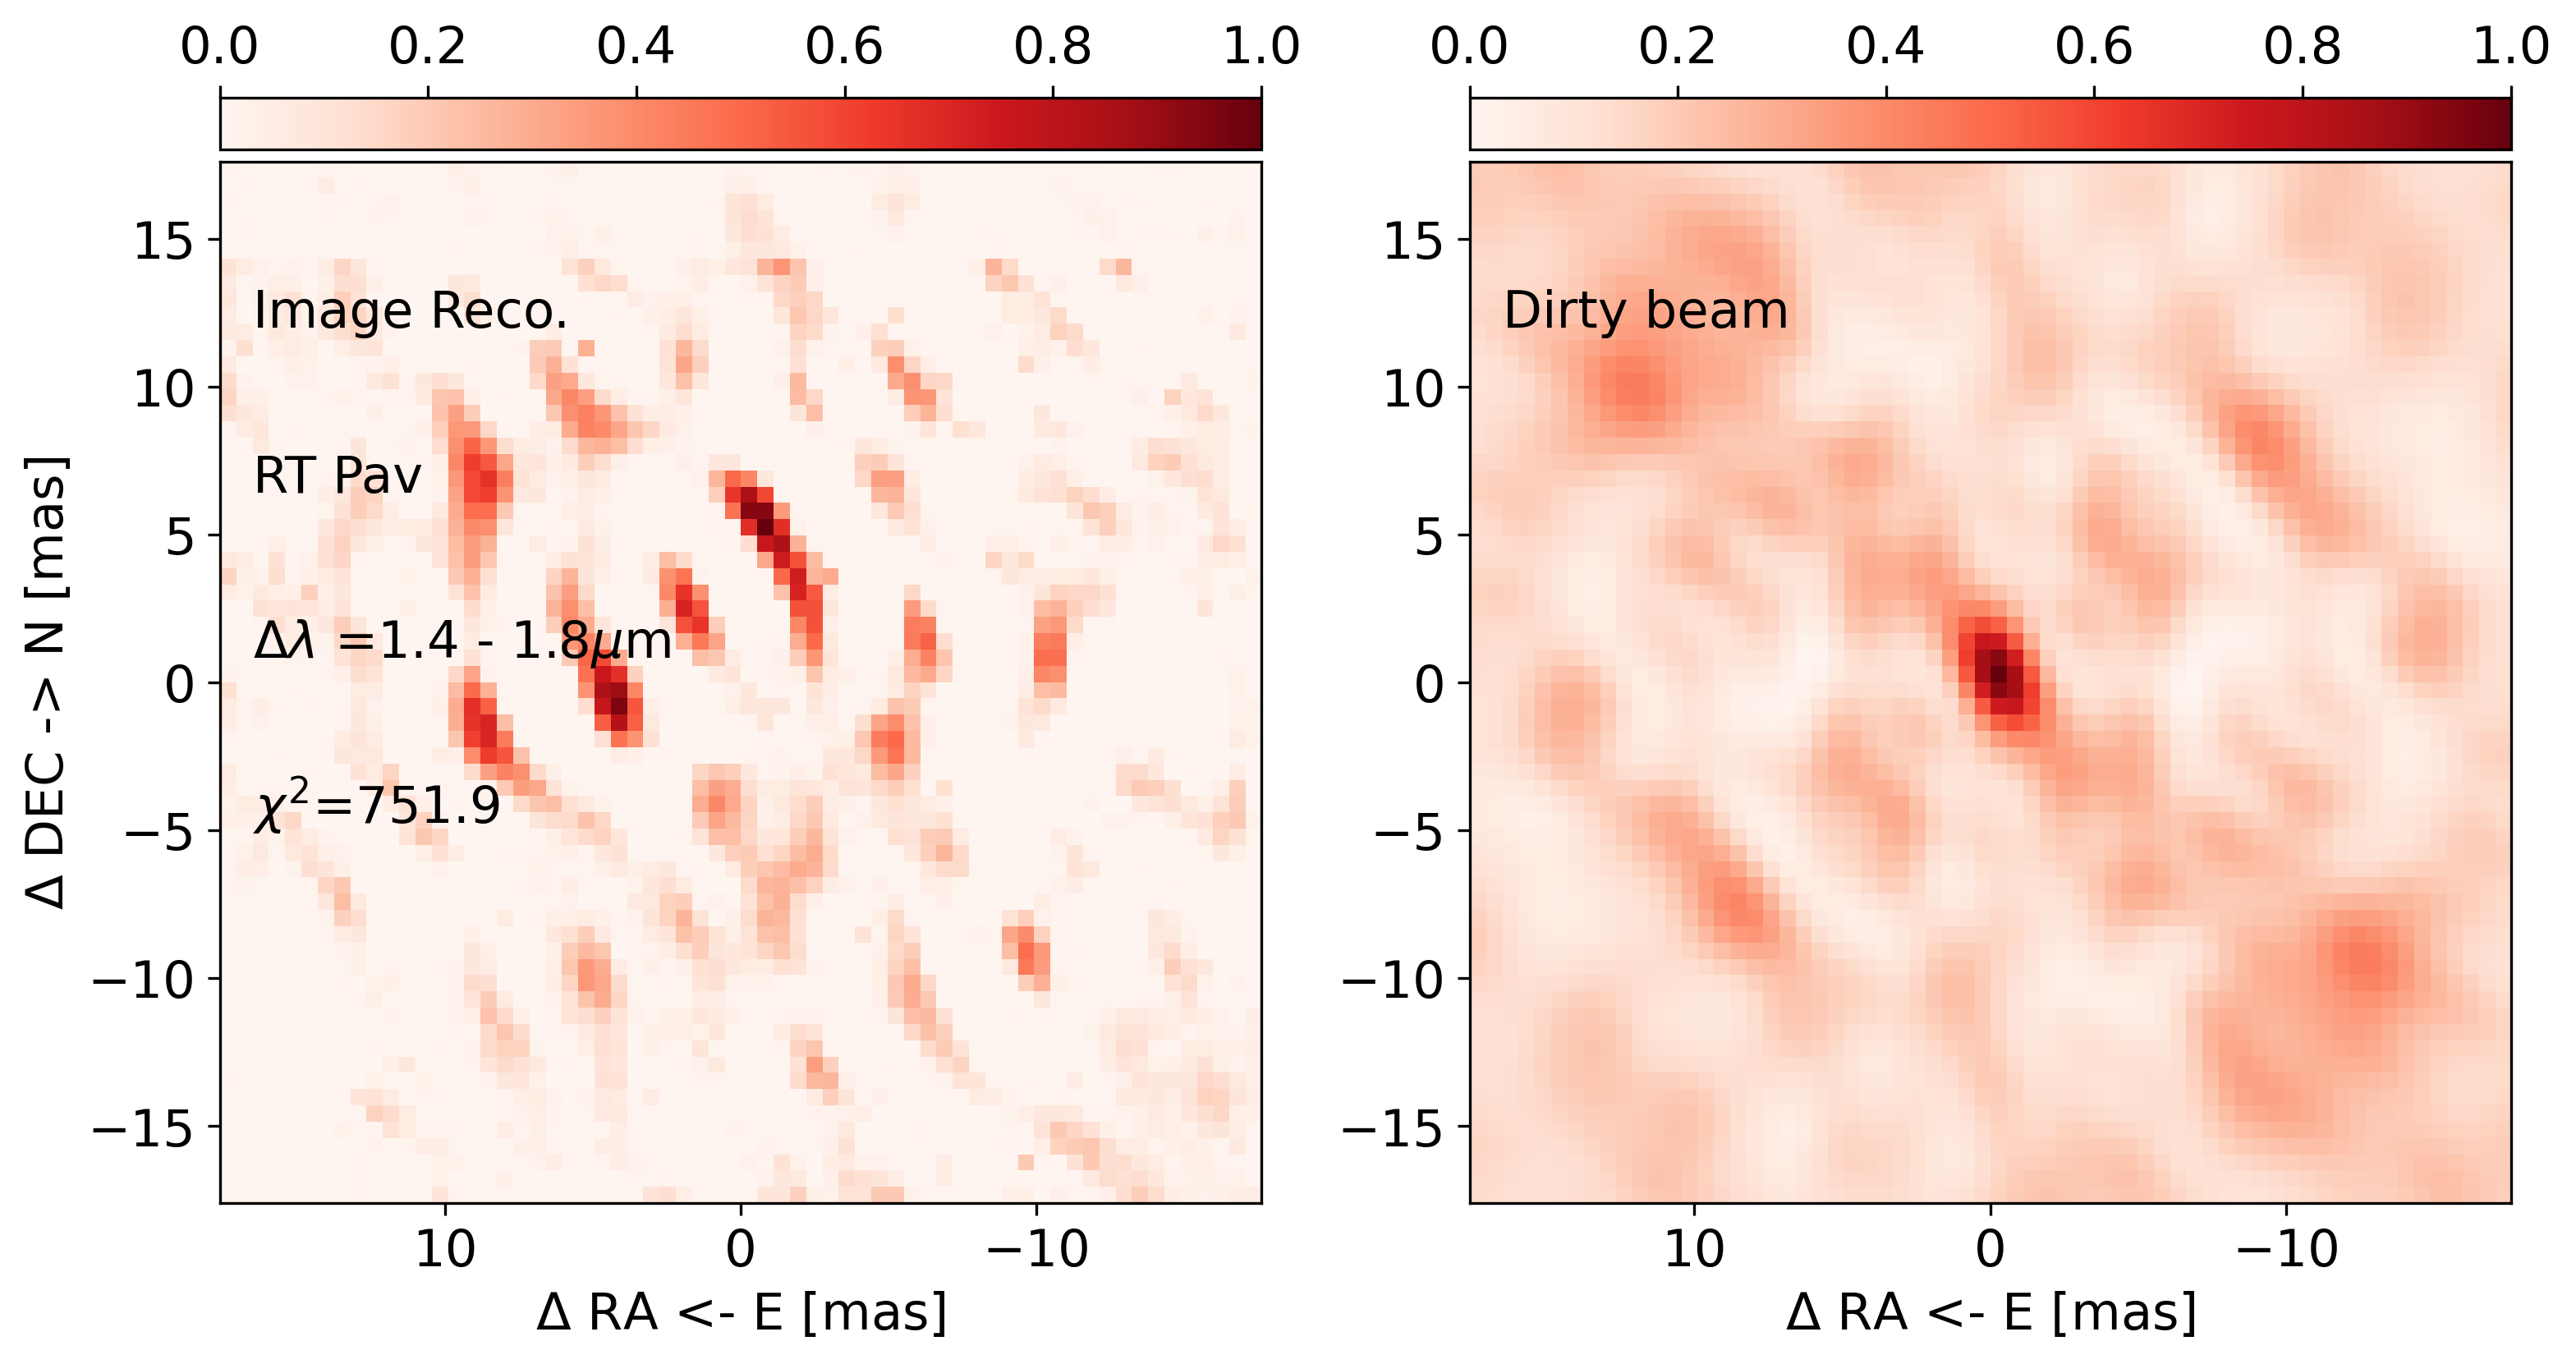 0.0 0.2 0.4 0.6 0.8 1.0
0.0 0.2 0.4 0.6 0.8 1.0
Δ DEC -> N [mas]
15
10
5
0
−5
−10
−15
Image Reco.
RT Pav
Δλ =1.4 - 1.8μm
χ²=751.9
10 0 −10
Δ RA <- E [mas]
15
10
5
0
−5
−10
−15
Dirty beam
10 0 −10
Δ RA <- E [mas]